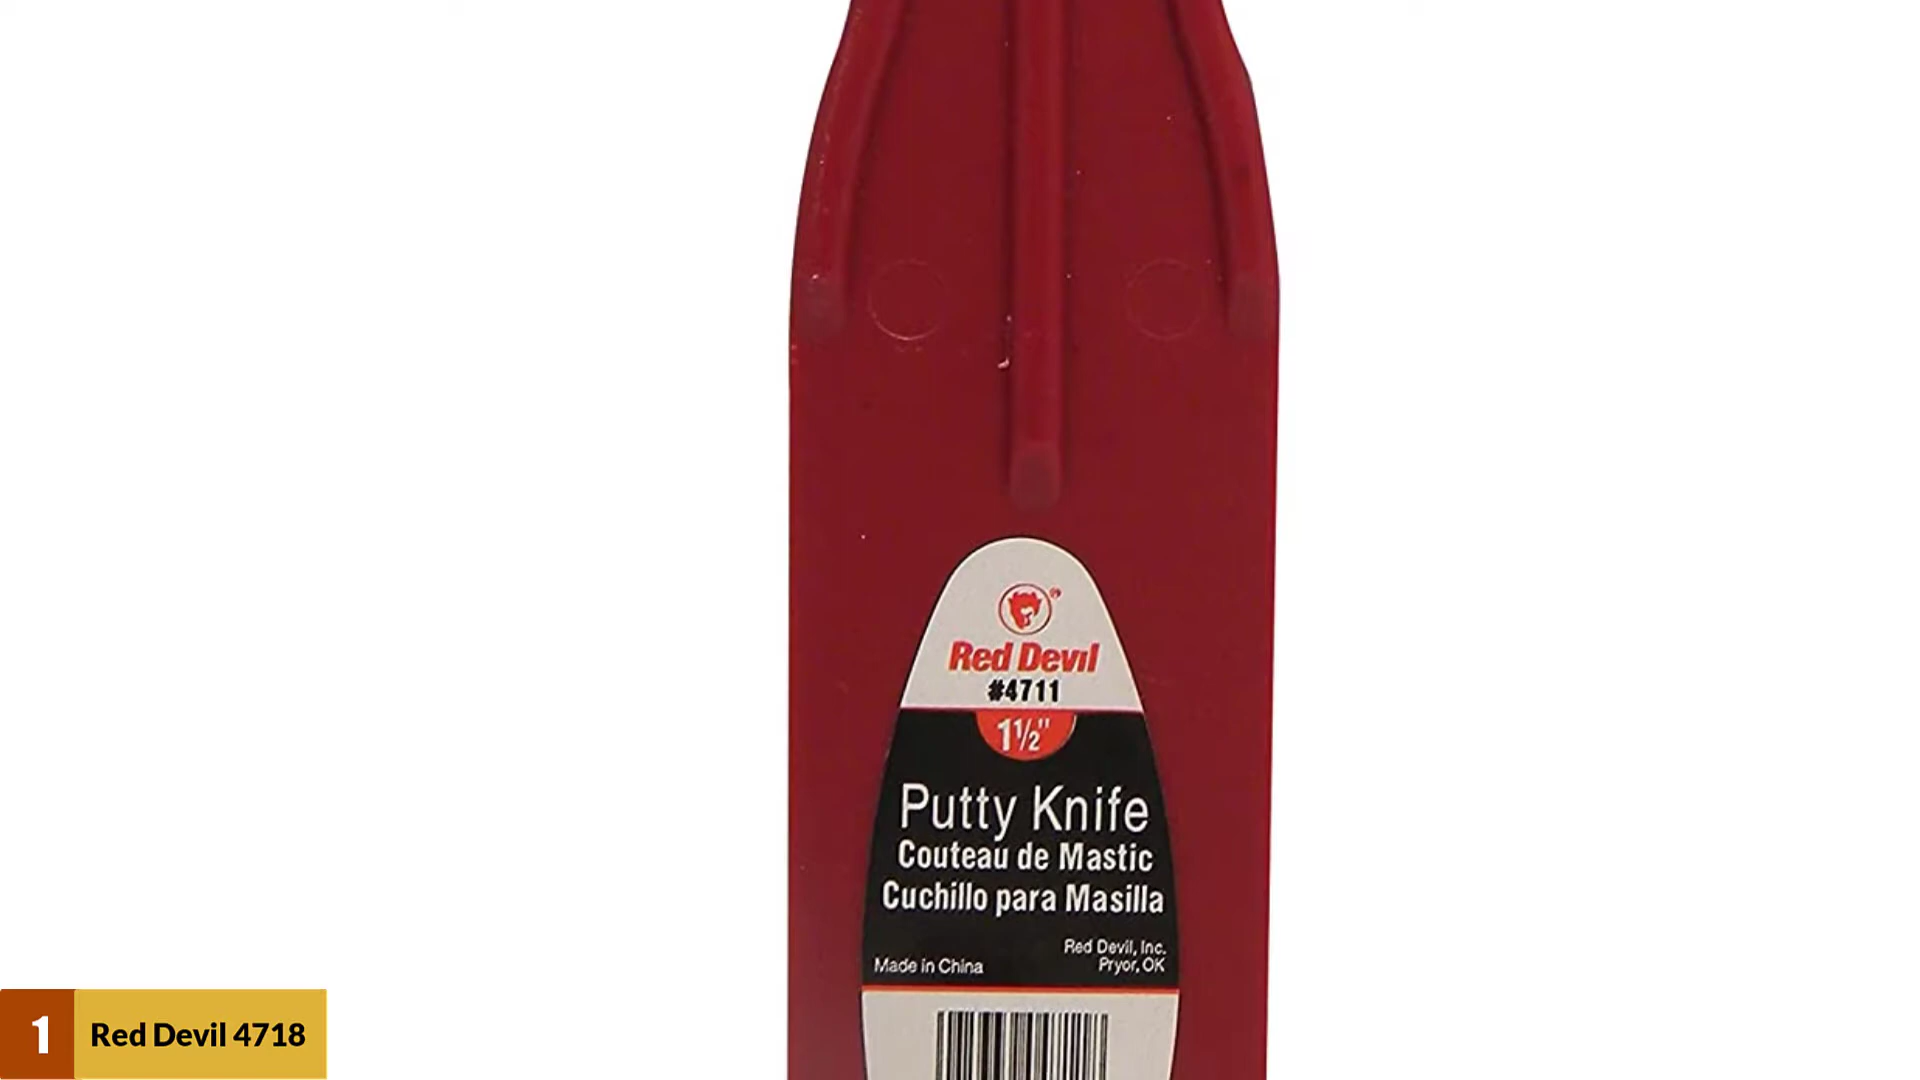 Red Devil
#4711
1½"
Putty Knife
Couteau de Mastic
Cuchillo para Masilla
Red Devil, Inc.
Made in China
Pryor, OK
1 Red Devil 4718